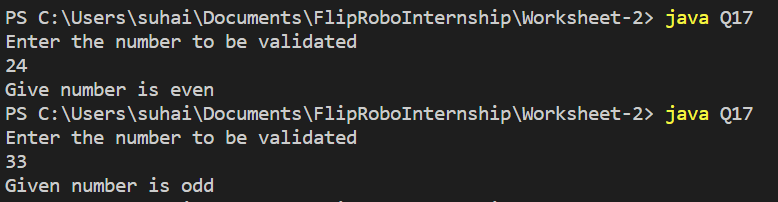 PS C:\Users\suhai\Documents\FlipRoboInternship\Worksheet-2> java Q17
Enter the number to be validated
24
Give number is even
PS C:\Users\suhai\Documents\FlipRoboInternship\Worksheet-2> java Q17
Enter the number to be validated
33
Given number is odd